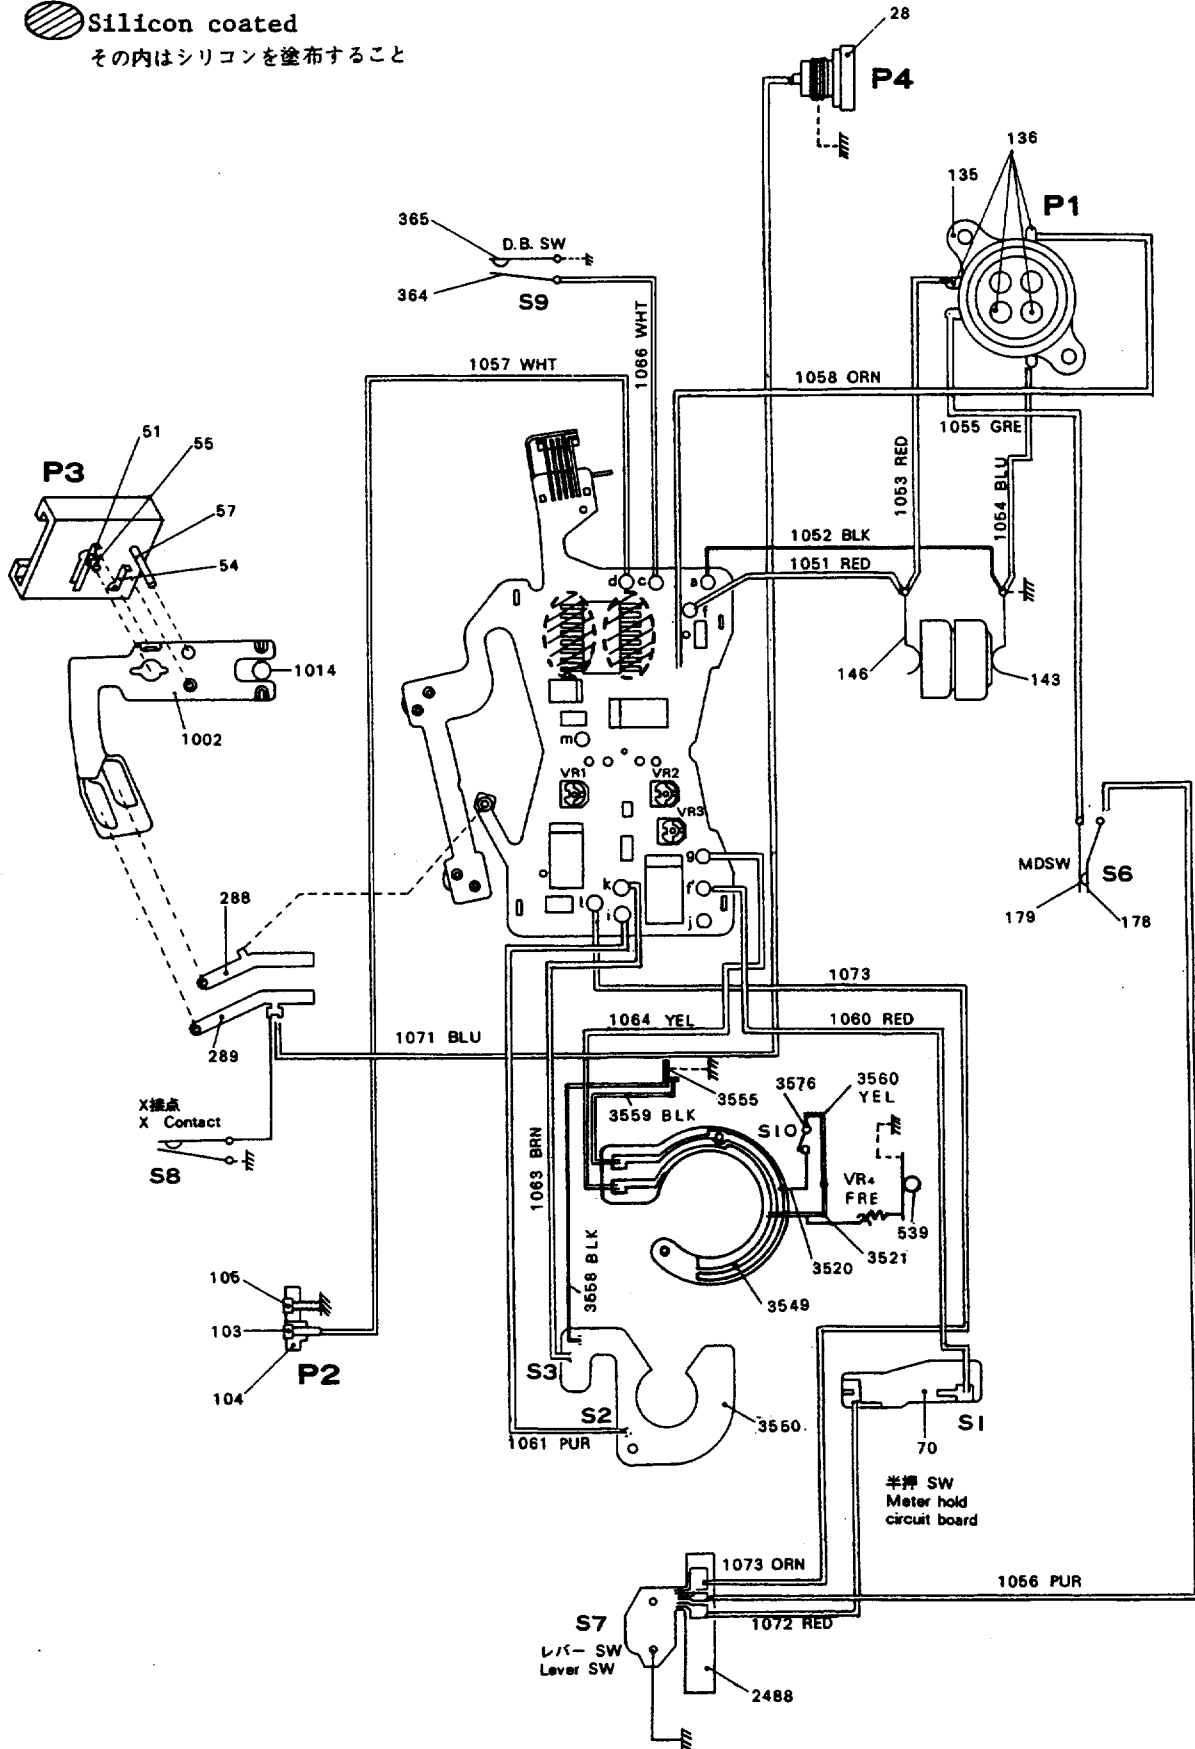 Silicon coated
その内はシリコンを塗布すること
28
P4
136
135
P1
365
D.B. SW
364
S9
1066 WHT
1057 WHT
1058 ORN
1055 GRE
1053 RED
1054 BLU
51
55
P3
57
54
1052 BLK
1051 RED
d
c
a
f
1014
146
143
1002
m
VR1
VR2
VR3
MDSW
S6
179
178
g
k
f'
l
i
j
288
289
1073
1064 YEL
1060 RED
1071 BLU
X接点
X Contact
S8
3555
3559 BLK
3576
3560
YEL
S10
1063 BRN
VR4
FRE
539
3521
3520
3558 BLK
3549
105
103
104
P2
S3
S2
3550
1061 PUR
S1
70
半押 SW
Meter hold
circuit board
1073 ORN
1056 PUR
1072 RED
S7
レバー SW
Lever SW
2488